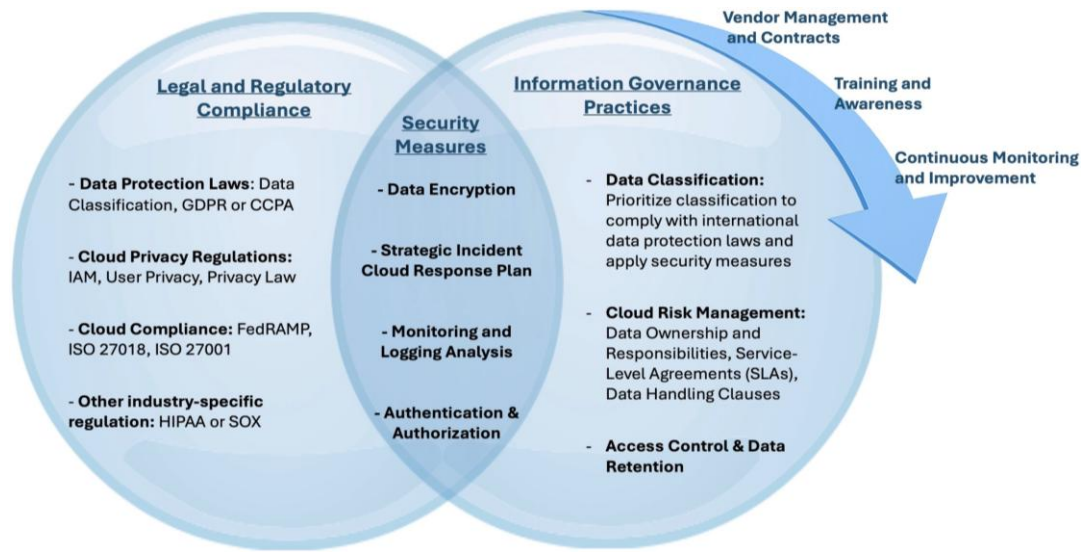 Legal and Regulatory
Compliance
- Data Protection Laws: Data
Classification, GDPR or CCPA
- Cloud Privacy Regulations:
IAM, User Privacy, Privacy Law
- Cloud Compliance: FedRAMP,
ISO 27018, ISO 27001
- Other industry-specific
regulation: HIPAA or SOX
Security
Measures
- Data Encryption
- Strategic Incident
Cloud Response Plan
- Monitoring and
Logging Analysis
- Authentication &
Authorization
Information Governance
Practices
- Data Classification:
Prioritize classification to
comply with international
data protection laws and
apply security measures
- Cloud Risk Management:
Data Ownership and
Responsibilities, Service-
Level Agreements (SLAs),
Data Handling Clauses
- Access Control & Data
Retention
Vendor Management
and Contracts
Training and
Awareness
Continuous Monitoring
and Improvement